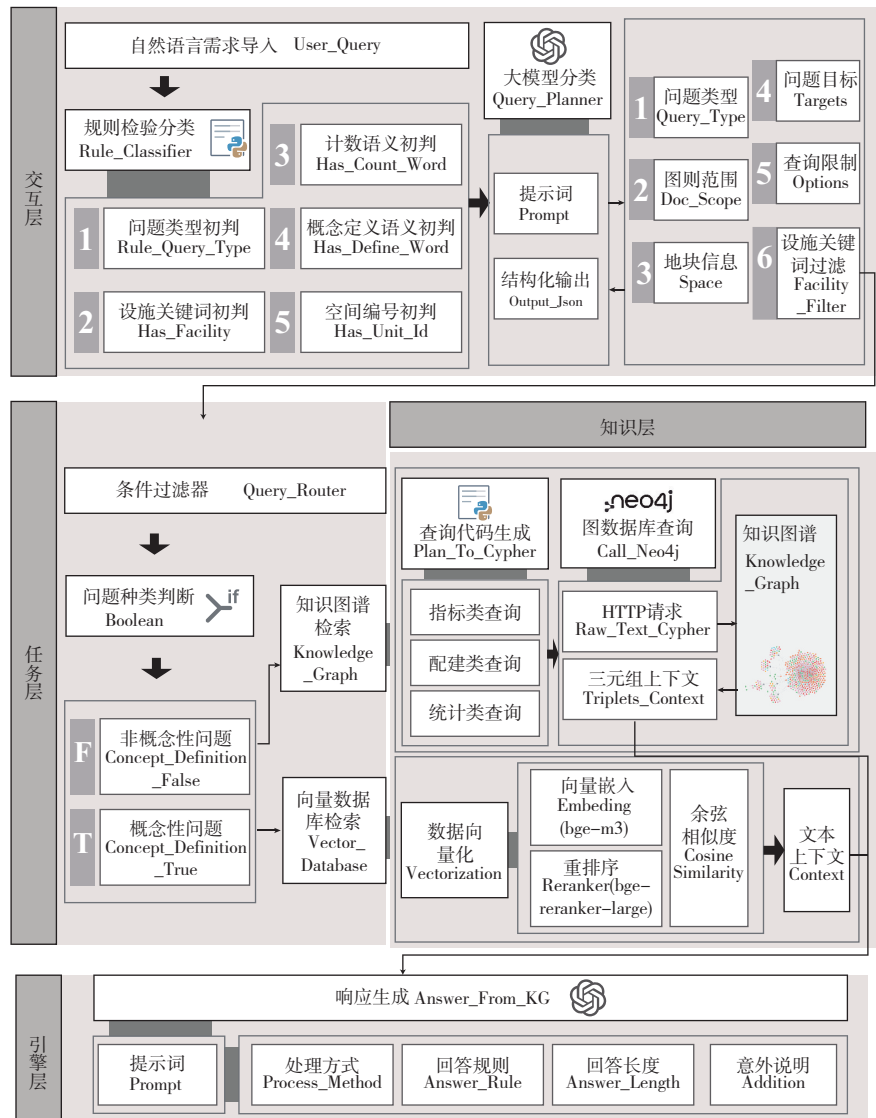 交互层
自然语言需求导入 User_Query
规则检验分类
Rule_Classifier
3
计数语义初判
Has_Count_Word
1
问题类型初判
Rule_Query_Type
4
概念定义语义初判
Has_Define_Word
2
设施关键词初判
Has_Facility
5
空间编号初判
Has_Unit_Id
大模型分类
Query_Planner
提示词
Prompt
结构化输出
Output_Json
1
问题类型
Query_Type
4
问题目标
Targets
2
图则范围
Doc_Scope
5
查询限制
Options
3
地块信息
Space
6
设施关键
词过滤
Facility
_Filter
任务层
条件过滤器 Query_Router
问题种类判断
Boolean
if
F
非概念性问题
Concept_Definition
_False
T
概念性问题
Concept_Definition
_True
知识图谱
检索
Knowledge
_Graph
向量数据
库检索
Vector_
Database
知识层
查询代码生成
Plan_To_Cypher
指标类查询
配建类查询
统计类查询
neo4j
图数据库查询
Call_Neo4j
HTTP请求
Raw_Text_Cypher
三元组上下文
Triplets_Context
知识图谱
Knowledge
_Graph
数据向
量化
Vectorization
向量嵌入
Embeding
(bge-m3)
重排序
Reranker(bge-
reranker-large)
余弦
相似度
Cosine
Similarity
文本
上下文
Context
引擎层
响应生成 Answer_From_KG
提示词
Prompt
处理方式
Process_Method
回答规则
Answer_Rule
回答长度
Answer_Length
意外说明
Addition